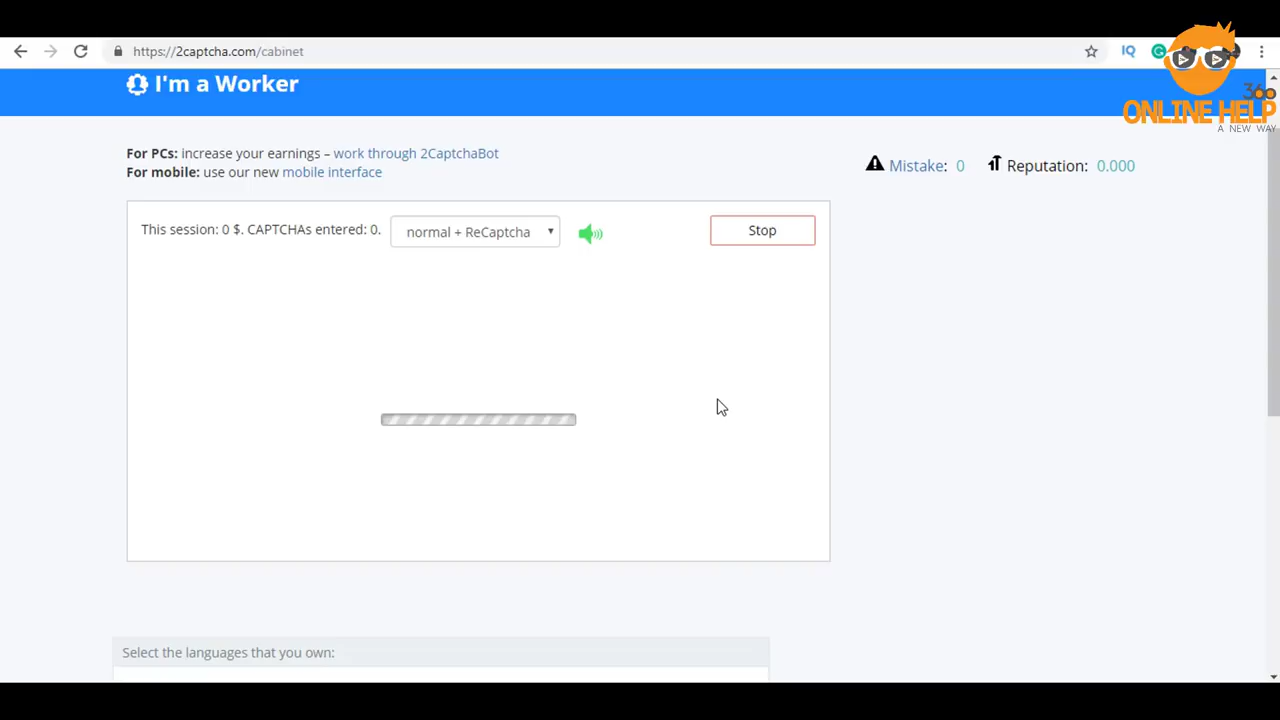 https://2captcha.com/cabinet
IQ
360
ONLINE HELP
A NEW WAY
I'm a Worker
For PCs: increase your earnings – work through 2CaptchaBot
For mobile: use our new mobile interface
Mistake: 0
Reputation: 0.000
This session: 0 $. CAPTCHAs entered: 0.
normal + ReCaptcha
Stop
Select the languages that you own: